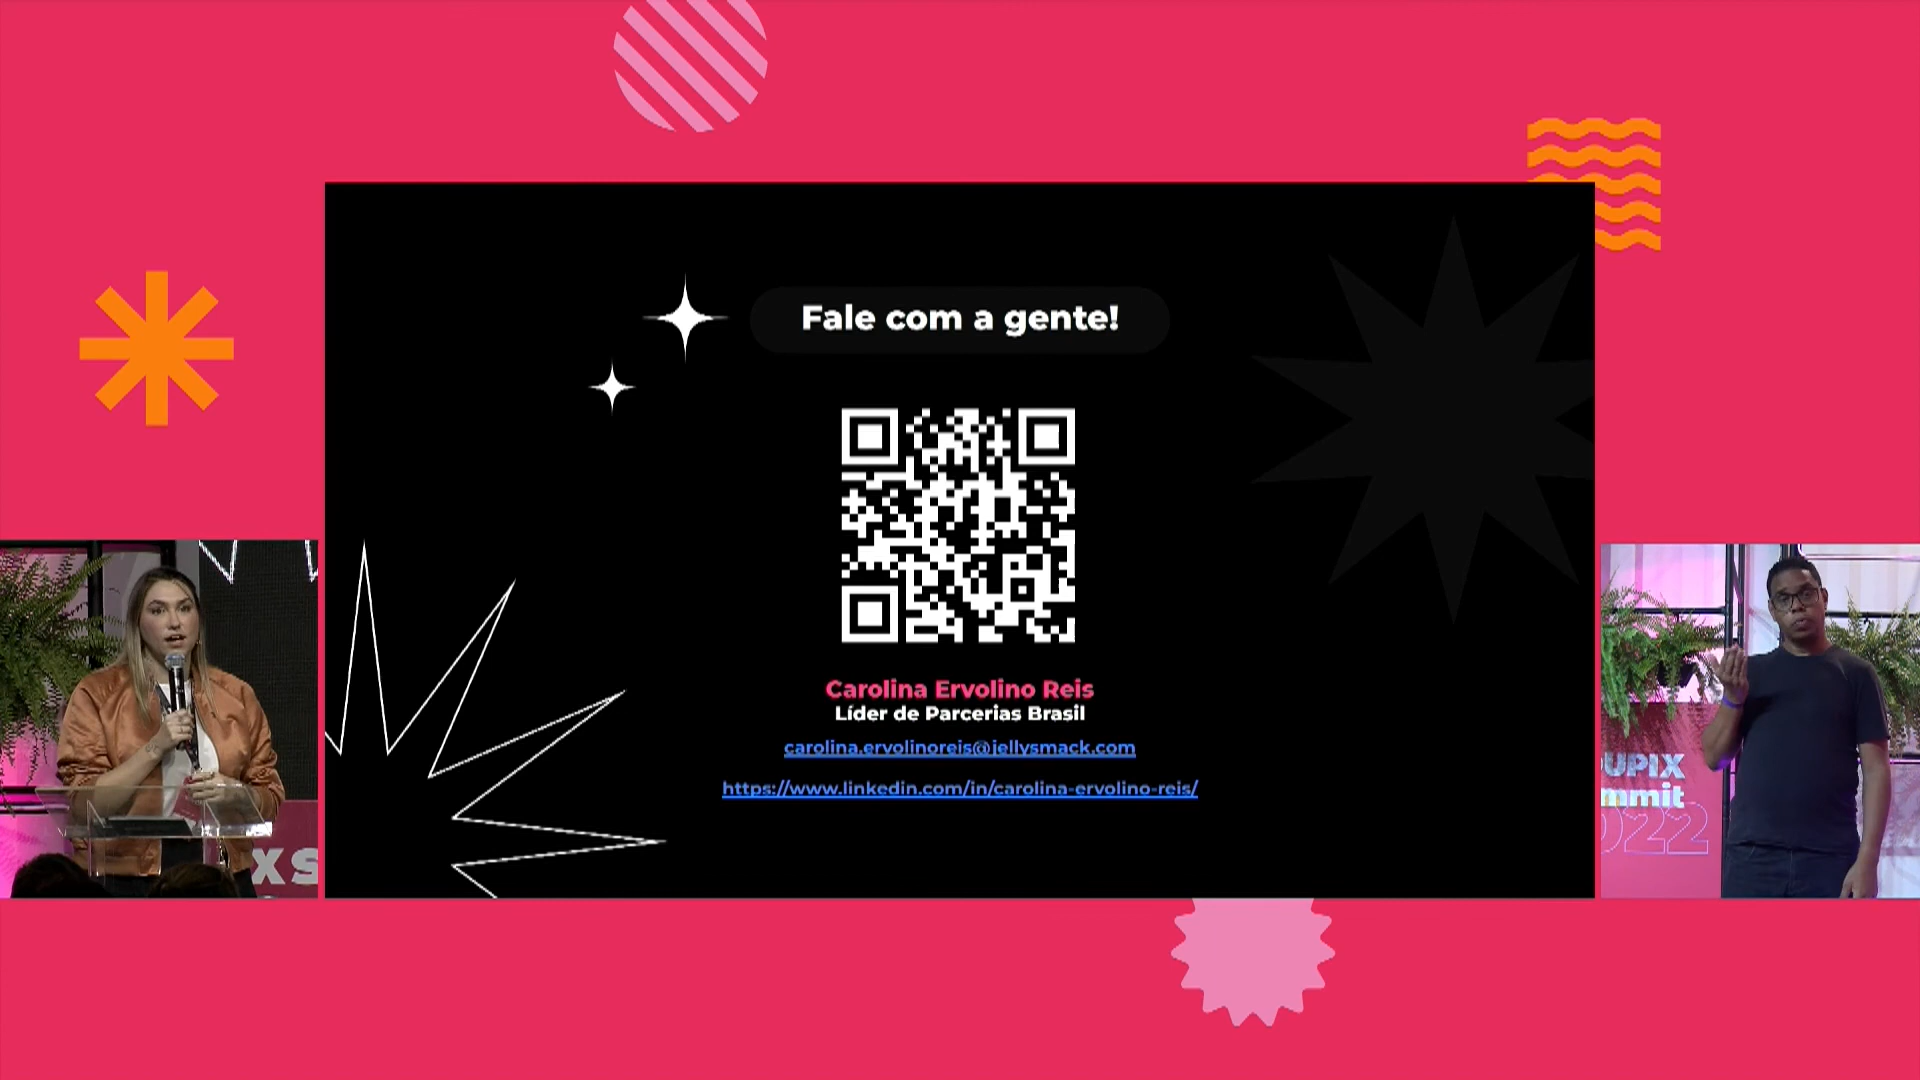 Fale com a gente!
Carolina Ervolino Reis
Líder de Parcerias Brasil
carolina.ervolinoreis@jellysmack.com
https://www.linkedin.com/in/carolina-ervolino-reis/
XS
UPIX
mmit
2022